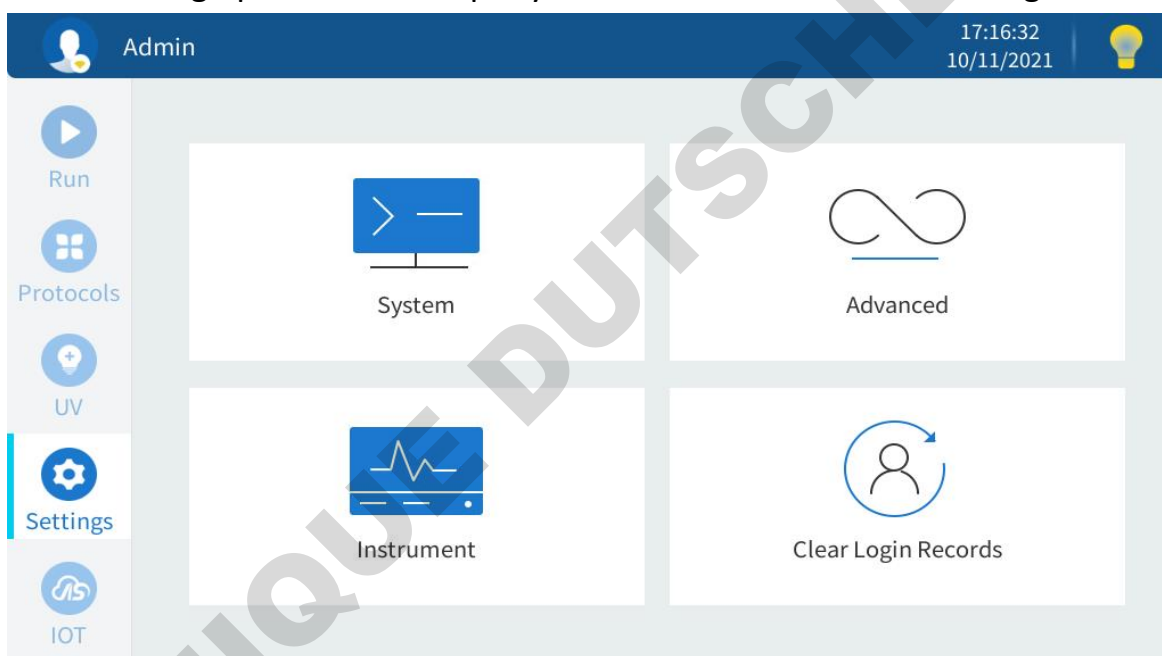 Admin
17:16:32
10/11/2021
Run
Protocols
UV
Settings
IOT
System
Advanced
Instrument
Clear Login Records